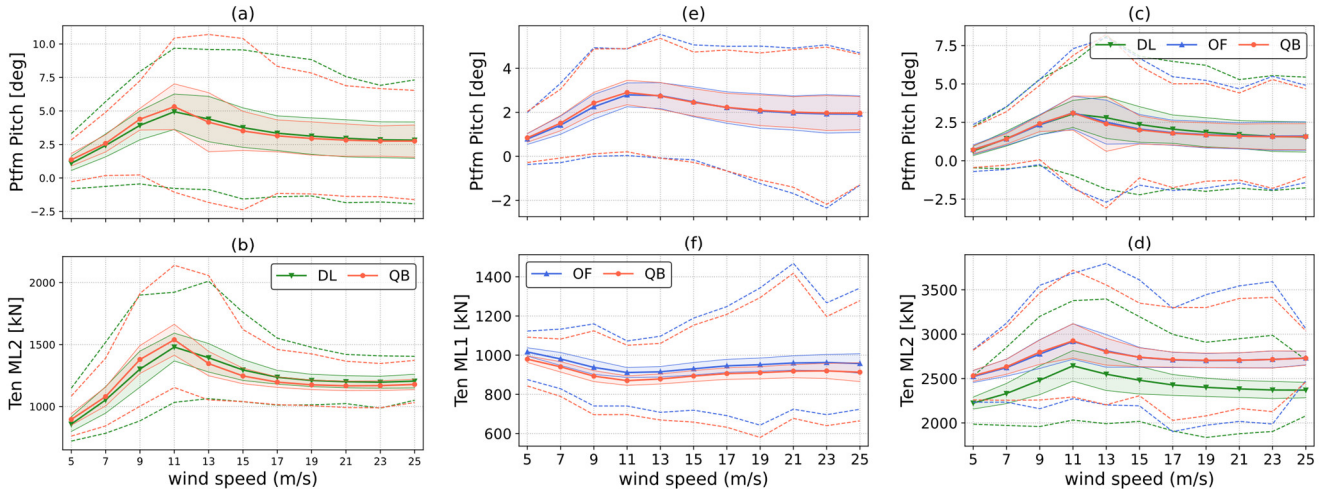 (a)
Ptfm Pitch [deg]
10.0
7.5
5.0
2.5
0.0
−2.5
(e)
Ptfm Pitch [deg]
4
2
0
−2
(c)
DL OF QB
Ptfm Pitch [deg]
7.5
5.0
2.5
0.0
−2.5
(b)
DL QB
Ten ML2 [kN]
2000
1500
1000
5 7 9 11 13 15 17 19 21 23 25
wind speed (m/s)
(f)
OF QB
Ten ML1 [kN]
1400
1200
1000
800
600
5 7 9 11 13 15 17 19 21 23 25
wind speed (m/s)
(d)
Ten ML2 [kN]
3500
3000
2500
2000
5 7 9 11 13 15 17 19 21 23 25
wind speed (m/s)